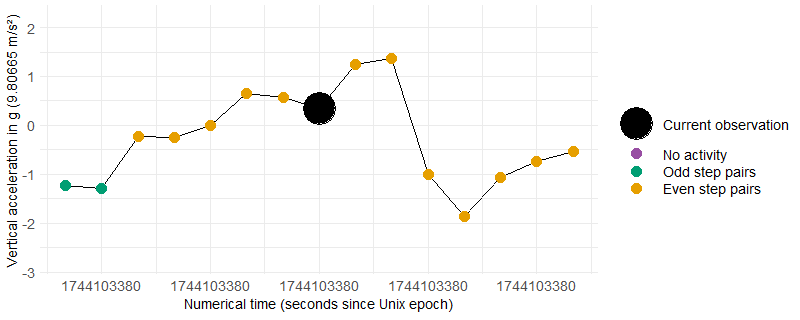 Vertical acceleration in g (9.80665 m/s²)
2
1
0
-1
-2
-3
1744103380 1744103380 1744103380 1744103380 1744103380
Numerical time (seconds since Unix epoch)
Current observation
No activity
Odd step pairs
Even step pairs